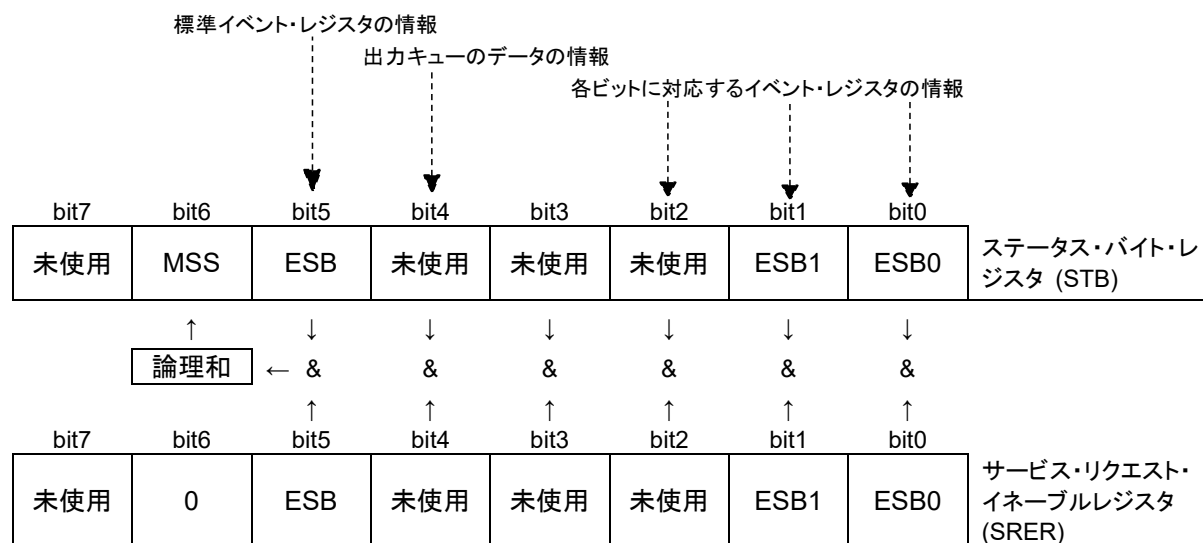 標準イベント・レジスタの情報
出力キューのデータの情報
各ビットに対応するイベント・レジスタの情報
bit7 bit6 bit5 bit4 bit3 bit2 bit1 bit0
未使用 MSS ESB 未使用 未使用 未使用 ESB1 ESB0
ステータス・バイト・レ
ジスタ (STB)
↑ ↓ ↓ ↓ ↓ ↓ ↓
論理和 ← & & & & & &
↑ ↑ ↑ ↑ ↑ ↑
bit7 bit6 bit5 bit4 bit3 bit2 bit1 bit0
未使用 0 ESB 未使用 未使用 未使用 ESB1 ESB0
サービス・リクエスト・
イネーブルレジスタ
(SRER)